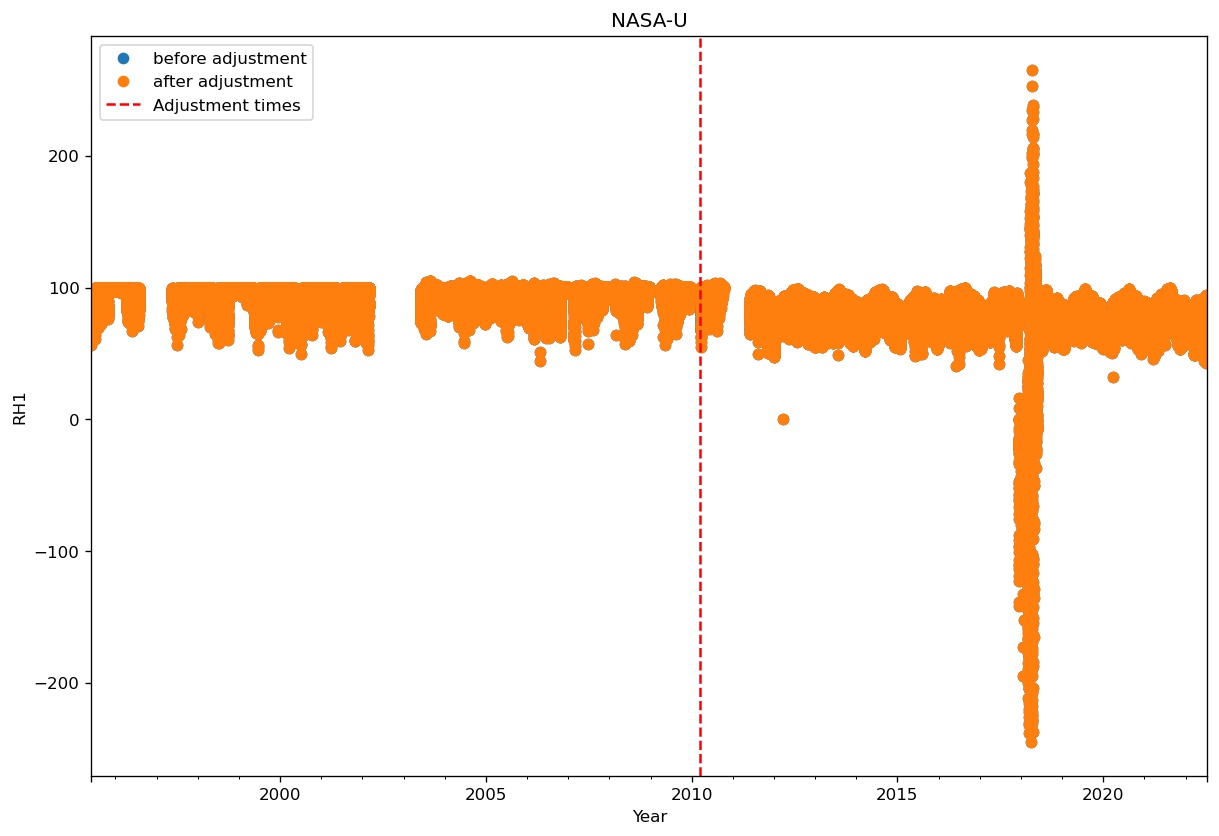 NASA-U
before adjustment
after adjustment
Adjustment times
200
100
0
−100
−200
RH1
2000 2005 2010 2015 2020
Year